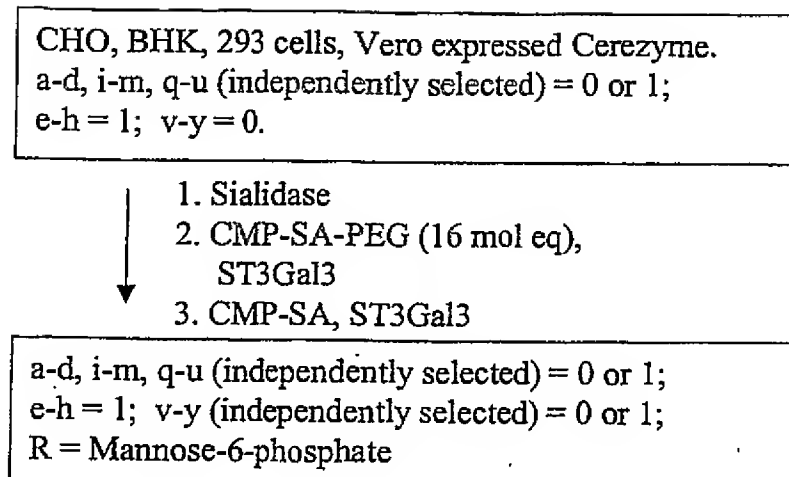 CHO, BHK, 293 cells, Vero expressed Cerezyme.
a-d, i-m, q-u (independently selected) = 0 or 1;
e-h = 1; v-y = 0.
1. Sialidase
2. CMP-SA-PEG (16 mol eq),
ST3Gal3
3. CMP-SA, ST3Gal3
a-d, i-m, q-u (independently selected) = 0 or 1;
e-h = 1; v-y (independently selected) = 0 or 1;
R = Mannose-6-phosphate